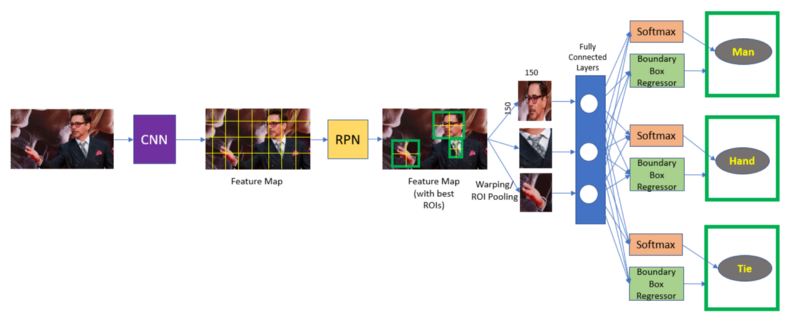 CNN
Feature Map
RPN
Feature Map
(with best
ROIs)
150
150
Warping/
ROI Pooling
Fully
Connected
Layers
Softmax
Boundary
Box
Regressor
Man
Softmax
Boundary
Box
Regressor
Hand
Softmax
Boundary
Box
Regressor
Tie